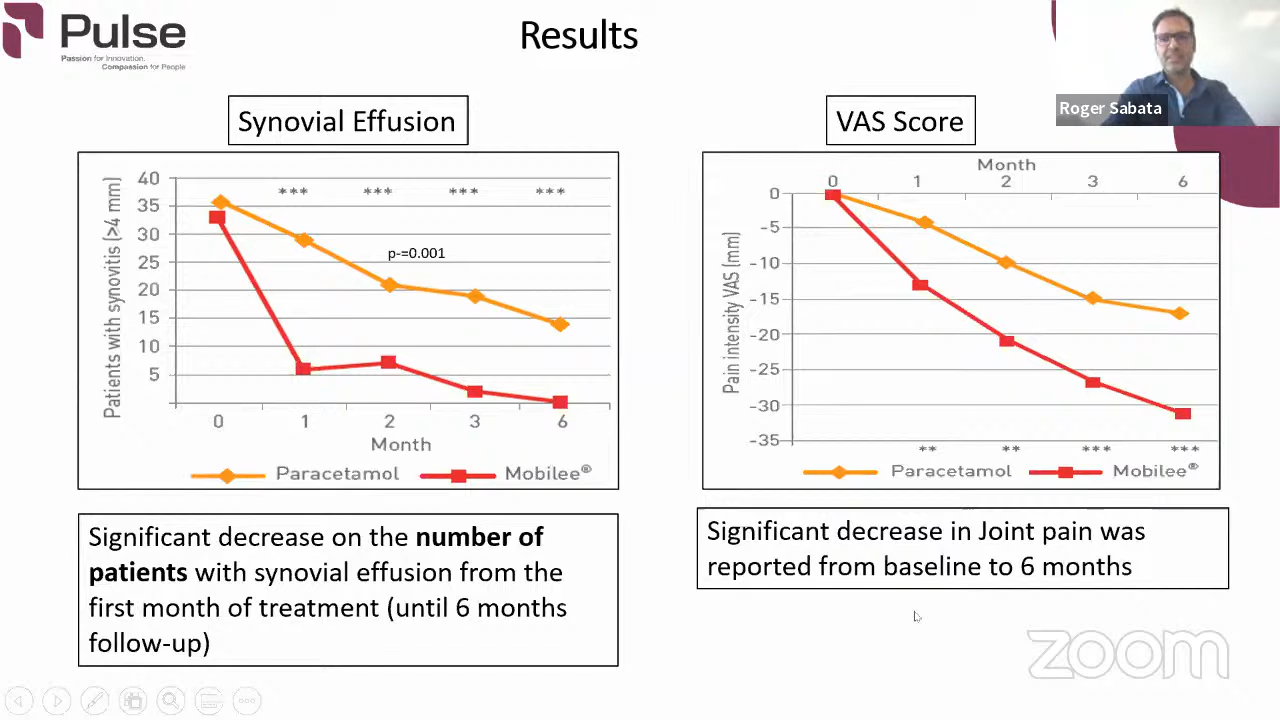 Pulse
Passion for Innovation.
Compassion for People
Results
Roger Sabata
Synovial Effusion
Patients with synovitis (>4 mm)
40
35
30
25
20
15
10
5
*** *** *** ***
p-=0.001
0 1 2 3 6
Month
Paracetamol Mobilee®
Significant decrease on the number of
patients with synovial effusion from the
first month of treatment (until 6 months
follow-up)
VAS Score
Month
0 1 2 3 6
Pain intensity VAS (mm)
0
-5
-10
-15
-20
-25
-30
-35
** ** *** ***
Paracetamol Mobilee®
Significant decrease in Joint pain was
reported from baseline to 6 months
zoom